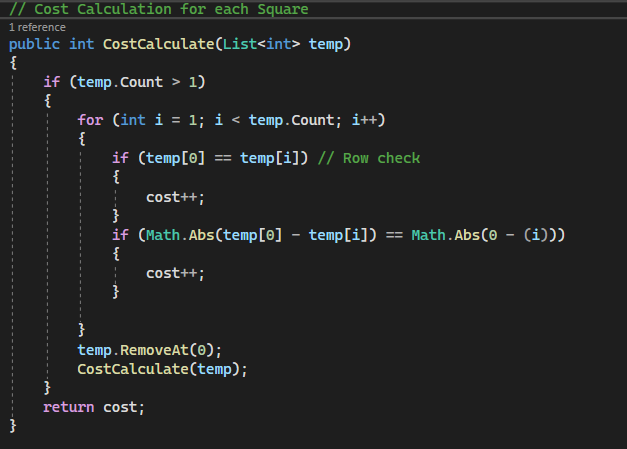 // Cost Calculation for each Square
1 reference
public int CostCalculate(List<int> temp)
{
if (temp.Count > 1)
{
for (int i = 1; i < temp.Count; i++)
{
if (temp[0] == temp[i]) // Row check
{
cost++;
}
if (Math.Abs(temp[0] - temp[i]) == Math.Abs(0 - (i)))
{
cost++;
}
}
temp.RemoveAt(0);
CostCalculate(temp);
}
return cost;
}